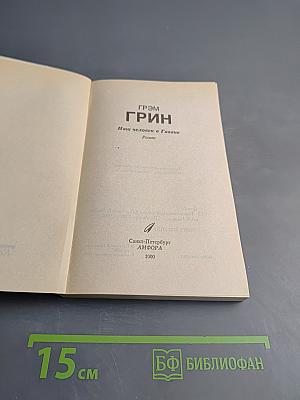 ГРЭМ
ГРИН
Наш человек в Гаване
Роман
Санкт-Петербург
АМФОРА
2000
15 см
БФ БИБЛИОФАН